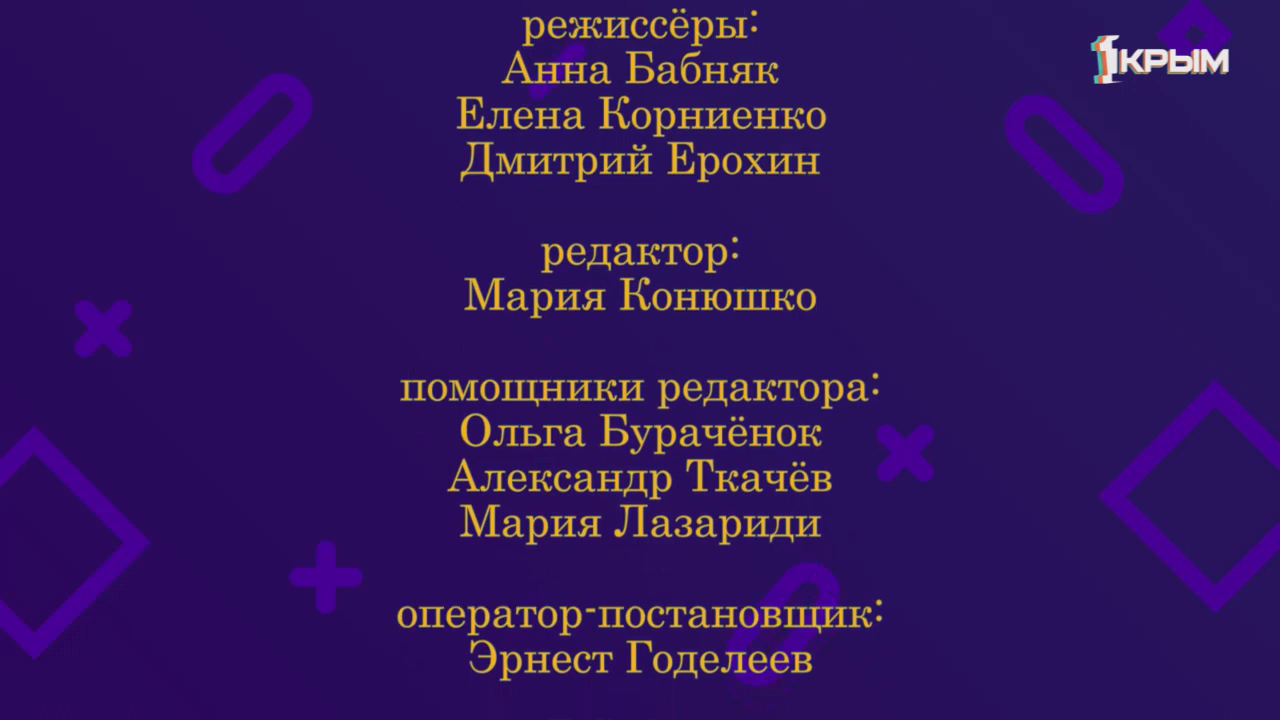 режиссёры:
1КРЫМ
Анна Бабняк
Елена Корниенко
Дмитрий Ерохин
редактор:
Мария Конюшко
помощники редактора:
Ольга Бурачёнок
Александр Ткачёв
Мария Лазариди
оператор-постановщик:
Эрнест Годелеев